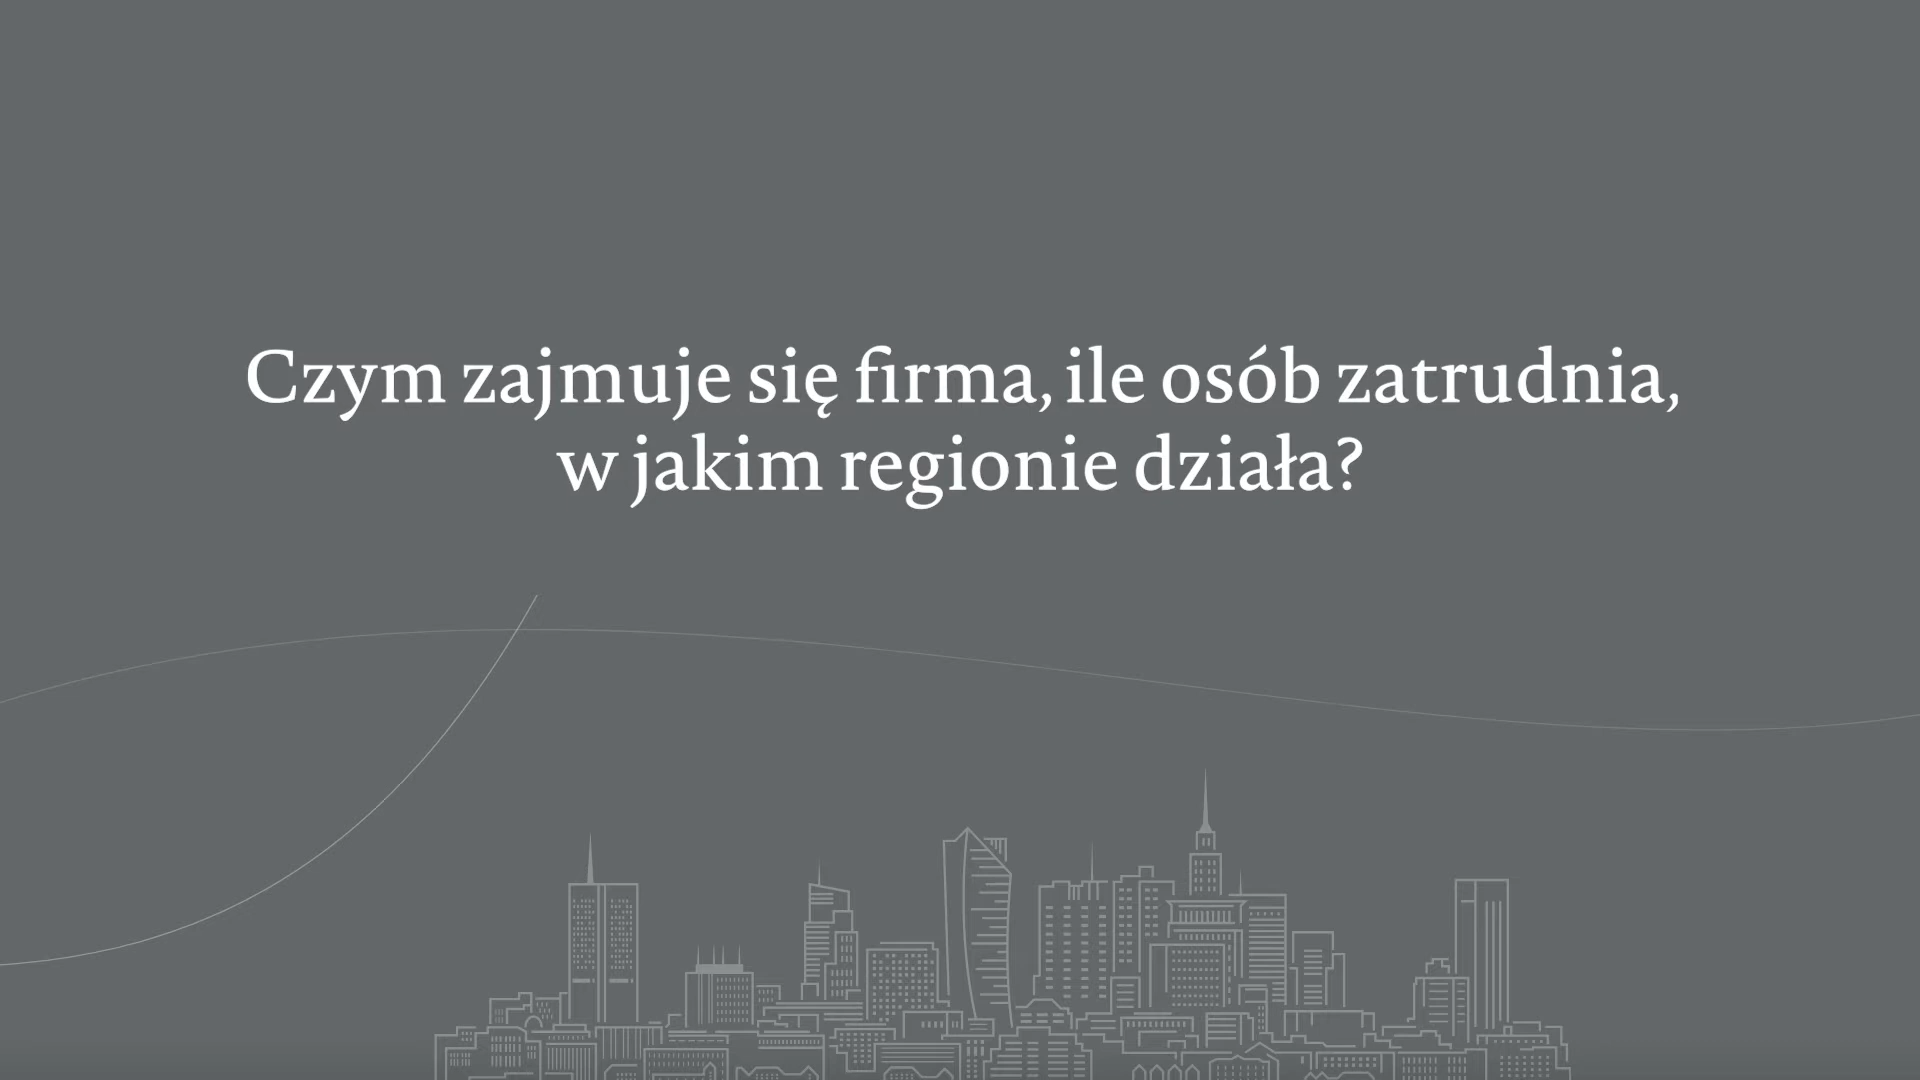 Czym zajmuje się firma, ile osób zatrudnia,
w jakim regionie działa?